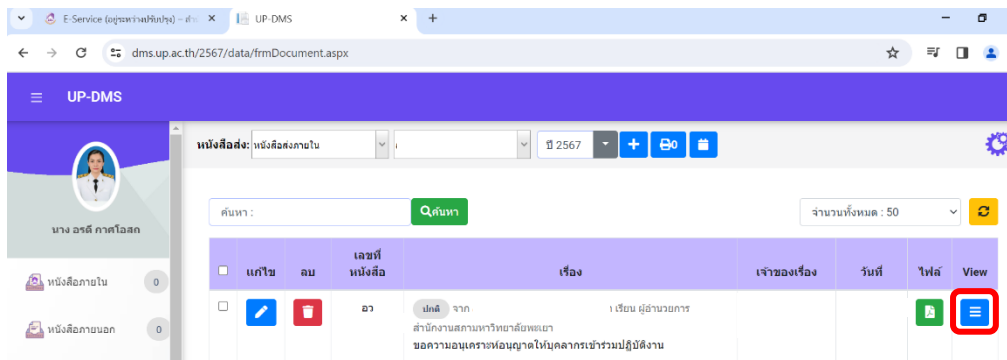 E-Service (อยู่ระหว่างปรับปรุง) – สำ
UP-DMS
dms.up.ac.th/2567/data/frmDocument.aspx
UP-DMS
หนังสือส่ง: หนังสือส่งภายใน ปี 2567 0
ค้นหา : ค้นหา จำนวนทั้งหมด : 50
นาง อรดี กาศโอสถ
หนังสือภายใน 0
หนังสือภายนอก 0
แก้ไข ลบ เลขที่ เรื่อง เจ้าของเรื่อง วันที่ ไฟล์ View
หนังสือ
อว ปกติ จาก เรียน ผู้อำนวยการ
สำนักงานสภามหาวิทยาลัยพะเยา
ขอความอนุเคราะห์อนุญาตให้บุคลากรเข้าร่วมปฏิบัติงาน